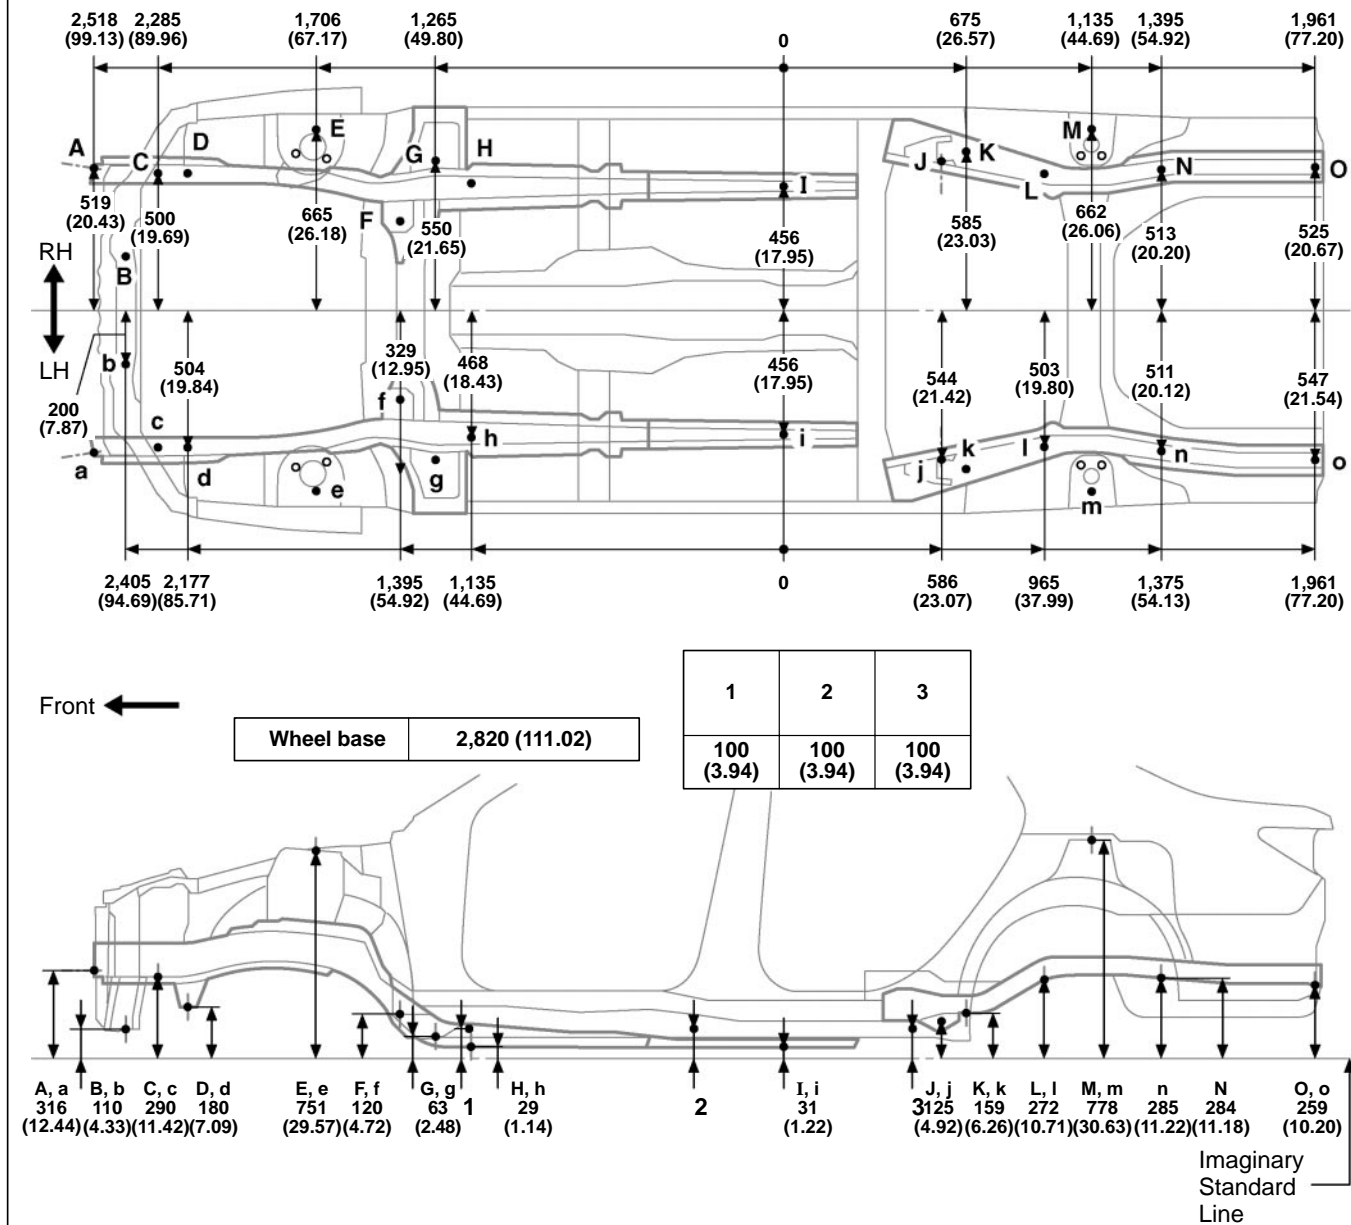 2,518 2,285 1,706 1,265 0 675 1,135 1,395 1,961
(99.13) (89.96) (67.17) (49.80) (26.57) (44.69) (54.92) (77.20)
A C D E G H J K M N O
F I L
519 500 665 550 456 585 662 513 525
(20.43) (19.69) (26.18) (21.65) (17.95) (23.03) (26.06) (20.20) (20.67)
RH
B
LH
b
504 329 468 456 544 503 511 547
(19.84) (12.95) (18.43) (17.95) (21.42) (19.80) (20.12) (21.54)
200
(7.87)
a c d e f g h i j k l m n o
2,405 2,177 1,395 1,135 0 586 965 1,375 1,961
(94.69) (85.71) (54.92) (44.69) (23.07) (37.99) (54.13) (77.20)
Front
Wheel base 2,820 (111.02)
1 2 3
100 100 100
(3.94) (3.94) (3.94)
A, a B, b C, c D, d E, e F, f G, g 1 H, h 2 I, i 3 J, j K, k L, l M, m n N O, o
316 110 290 180 751 120 63 29 31 125 159 272 778 285 284 259
(12.44) (4.33) (11.42) (7.09) (29.57) (4.72) (2.48) (1.14) (1.22) (4.92) (6.26) (10.71) (30.63) (11.22) (11.18) (10.20)
Imaginary
Standard
Line